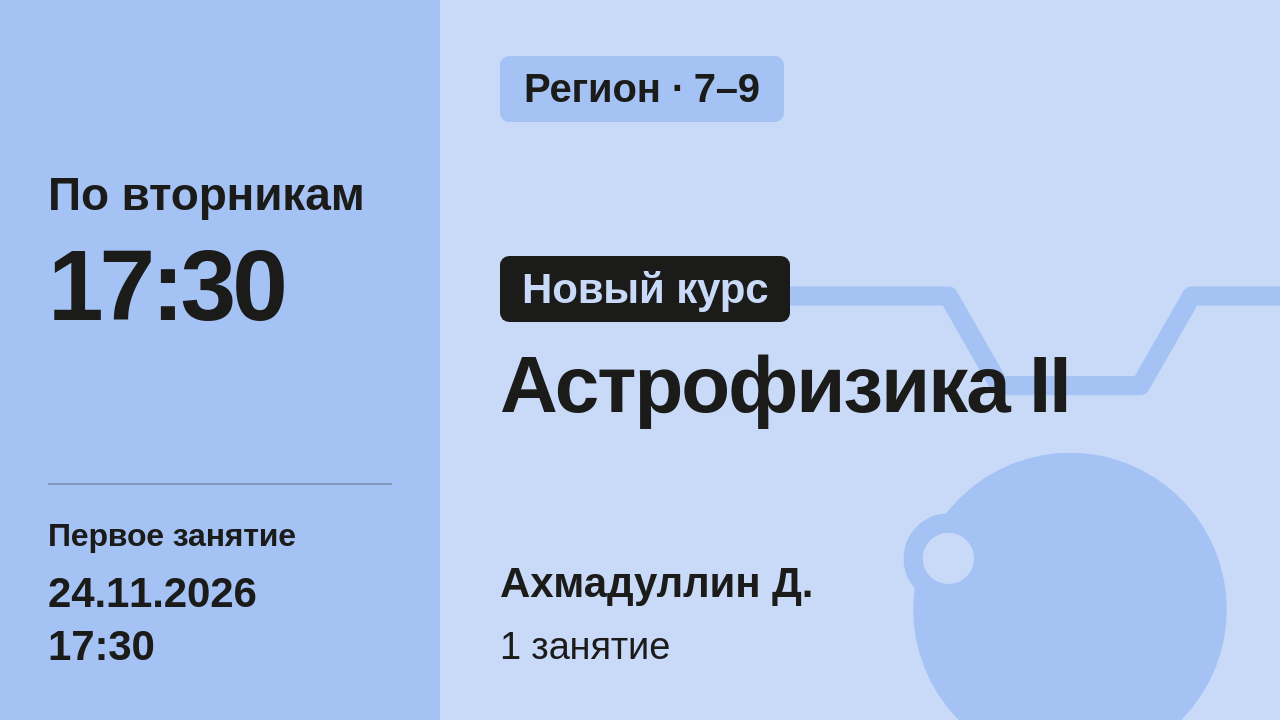 По вторникам
17:30
Первое занятие
24.11.2026
17:30
Регион · 7–9
Новый курс
Астрофизика II
Ахмадуллин Д.
1 занятие